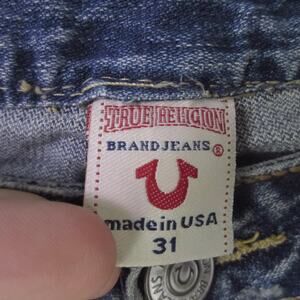 TRUE RELIGION
BRAND JEANS ®
made in USA
31